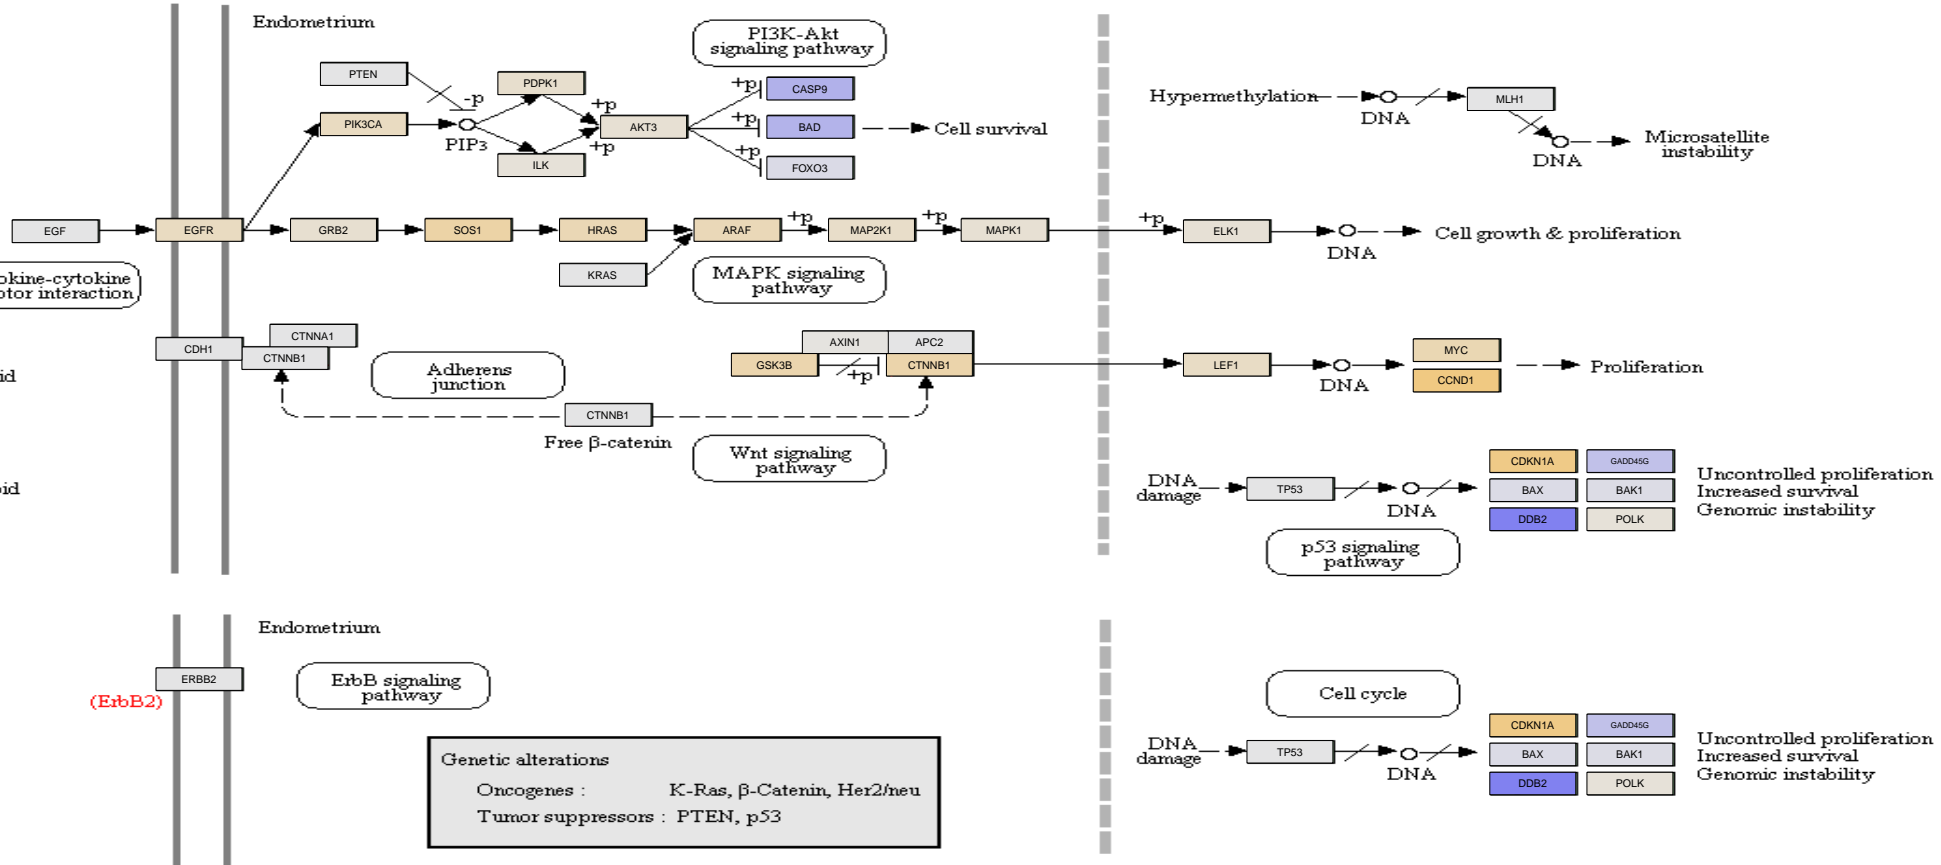 Endometrium
PI3K-Akt
signaling pathway
PTEN
PDPK1
-p
+p
+p
CASP9
Hypermethylation
DNA
MLH1
PIK3CA
PIP3
AKT3
+p
BAD
Cell survival
Microsatellite
instability
DNA
ILK
+p
+p
FOXO3
EGF
EGFR
GRB2
SOS1
HRAS
ARAF
+p
MAP2K1
+p
MAPK1
+p
ELK1
DNA
Cell growth & proliferation
KRAS
MAPK signaling
pathway
okine-cytokine
ptor interaction
CDH1
CTNNA1
CTNNB1
AXIN1
APC2
GSK3B
+p
CTNNB1
LEF1
DNA
MYC
CCND1
Proliferation
id
Adherens
junction
CTNNB1
Free β-catenin
Wnt signaling
pathway
oid
DNA
damage
TP53
DNA
CDKN1A
GADD45G
BAX
BAK1
DDB2
POLK
Uncontrolled proliferation
Increased survival
Genomic instability
p53 signaling
pathway
Endometrium
ERBB2
(ErbB2)
ErbB signaling
pathway
Cell cycle
DNA
damage
TP53
DNA
CDKN1A
GADD45G
BAX
BAK1
DDB2
POLK
Uncontrolled proliferation
Increased survival
Genomic instability
Genetic alterations
Oncogenes : K-Ras, β-Catenin, Her2/neu
Tumor suppressors : PTEN, p53